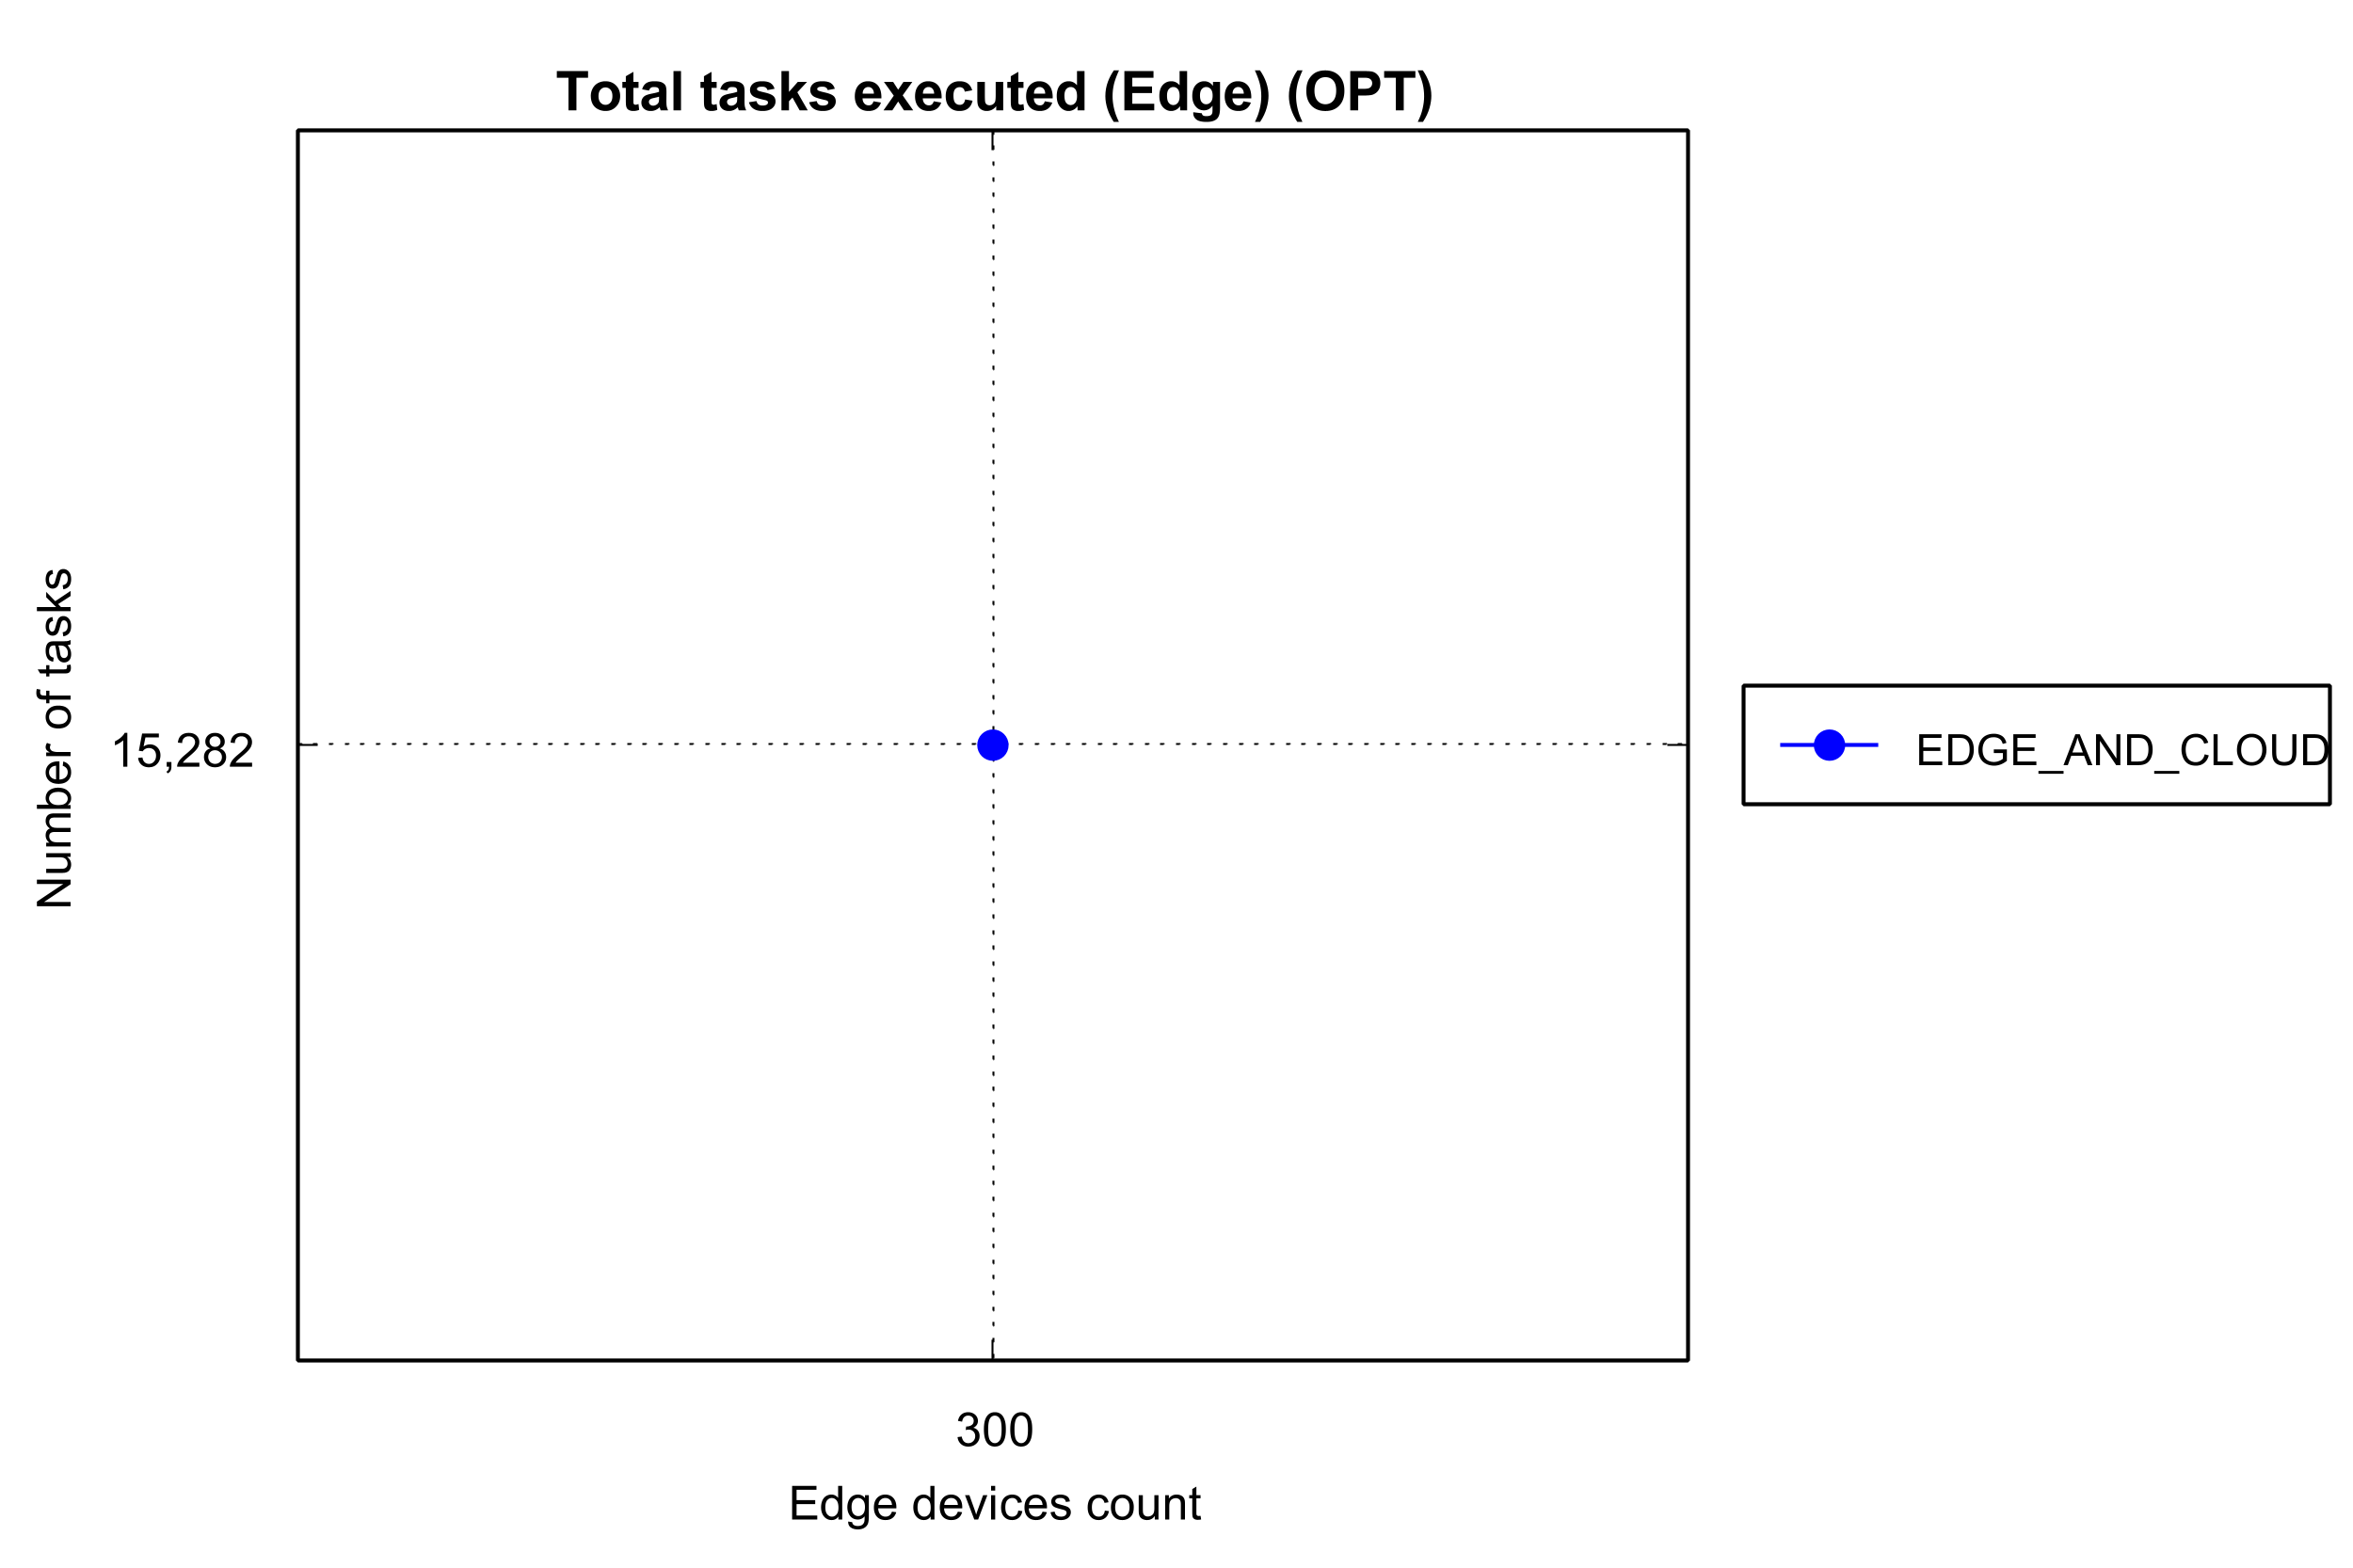 Total tasks executed (Edge) (OPT)
Number of tasks
15,282
EDGE_AND_CLOUD
300
Edge devices count